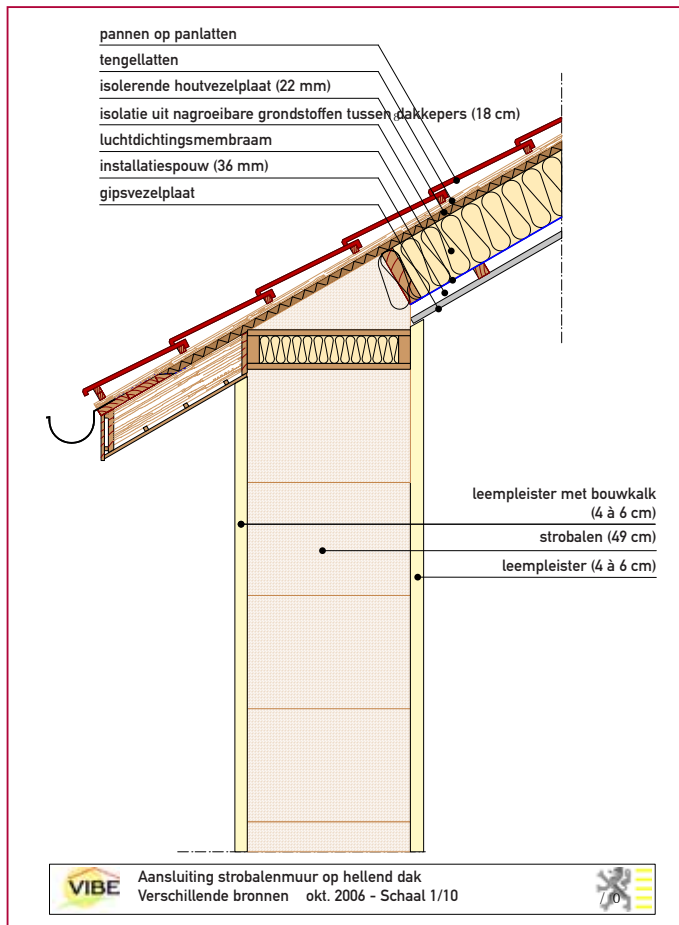 pannen op panlatten
tengellatten
isolerende houtvezelplaat (22 mm)
isolatie uit nagroeibare grondstoffen tussen dakkepers (18 cm)
luchtdichtingsmembraam
installatiespouw (36 mm)
gipsvezelplaat
leempleister met bouwkalk
(4 à 6 cm)
strobalen (49 cm)
leempleister (4 à 6 cm)
VIBE
Aansluiting strobalenmuur op hellend dak
Verschillende bronnen okt. 2006 - Schaal 1/10